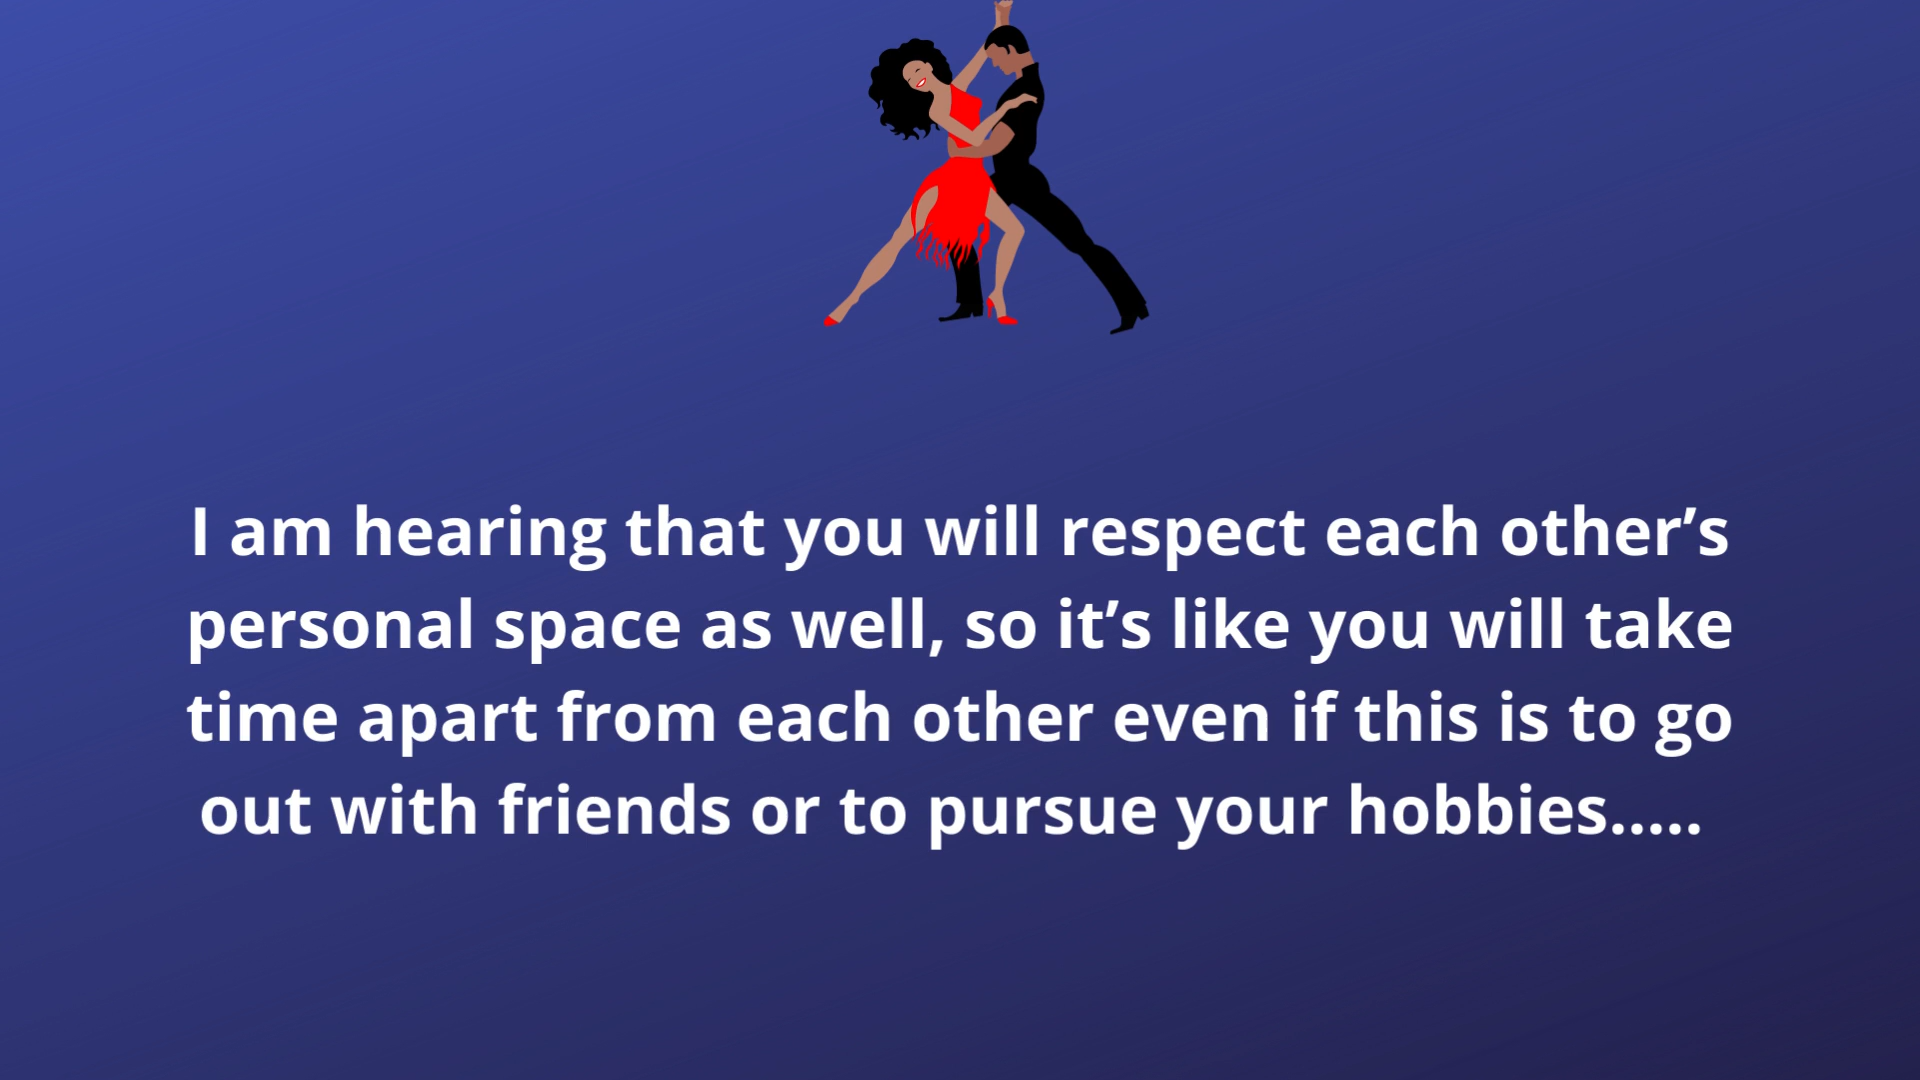 I am hearing that you will respect each other’s
personal space as well, so it’s like you will take
time apart from each other even if this is to go
out with friends or to pursue your hobbies.....